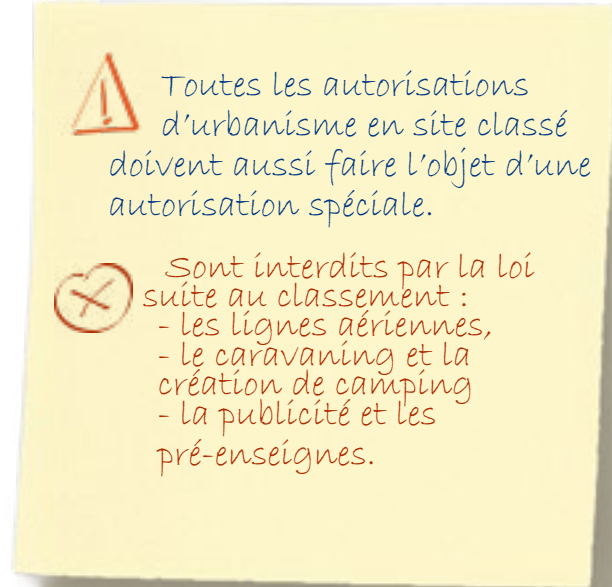 Toutes les autorisations
d'urbanisme en site classé
doivent aussi faire l'objet d'une
autorisation spéciale.
Sont interdits par la loi
suite au classement :
- les lignes aériennes,
- le caravaning et la
création de camping
- la publicité et les
pré-enseignes.